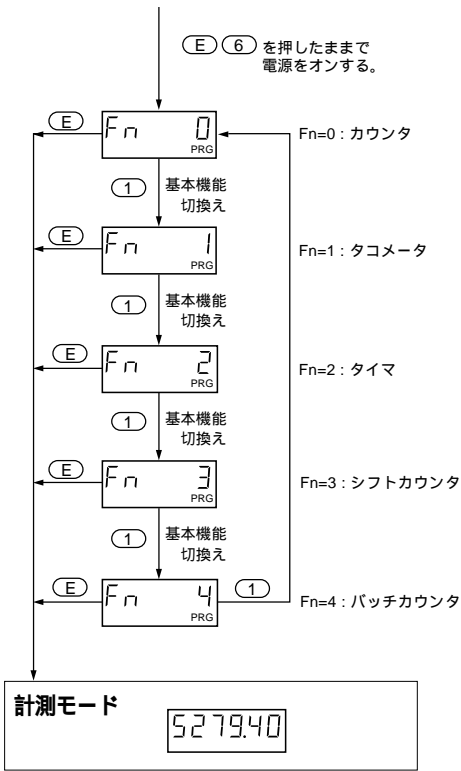 E 6 を押したままで
電源をオンする。
E
Fn 0
PRG
Fn=0 : カウンタ
1 基本機能
切換え
E
Fn 1
PRG
Fn=1 : タコメータ
1 基本機能
切換え
E
Fn 2
PRG
Fn=2 : タイマ
1 基本機能
切換え
E
Fn 3
PRG
Fn=3 : シフトカウンタ
1 基本機能
切換え
E
Fn 4
PRG
1
Fn=4 : バッチカウンタ
計測モード
5279.40